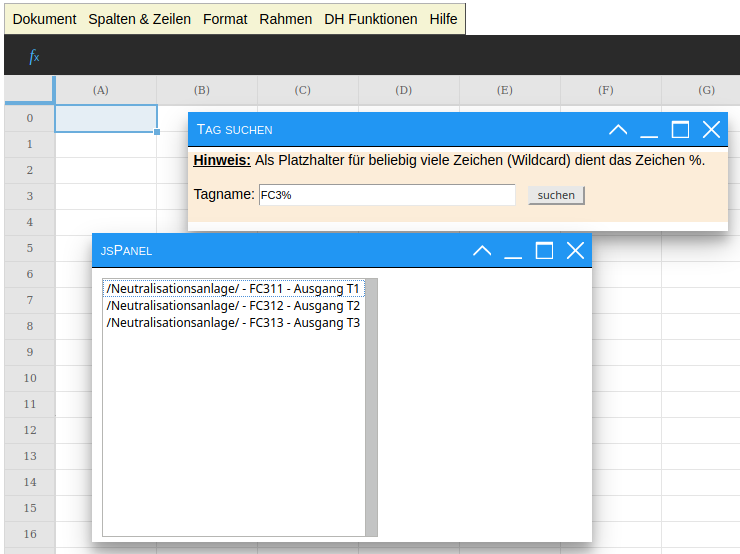 Dokument Spalten & Zeilen Format Rahmen DH Funktionen Hilfe
fx
(A) (B) (C) (D) (E) (F) (G)
0
TAG SUCHEN
1
Hinweis: Als Platzhalter für beliebig viele Zeichen (Wildcard) dient das Zeichen %.
2
Tagname: FC3% suchen
3
4
5
JSPANEL
6
/Neutralisationsanlage/ - FC311 - Ausgang T1
/Neutralisationsanlage/ - FC312 - Ausgang T2
7
/Neutralisationsanlage/ - FC313 - Ausgang T3
8
9
10
11
12
13
14
15
16